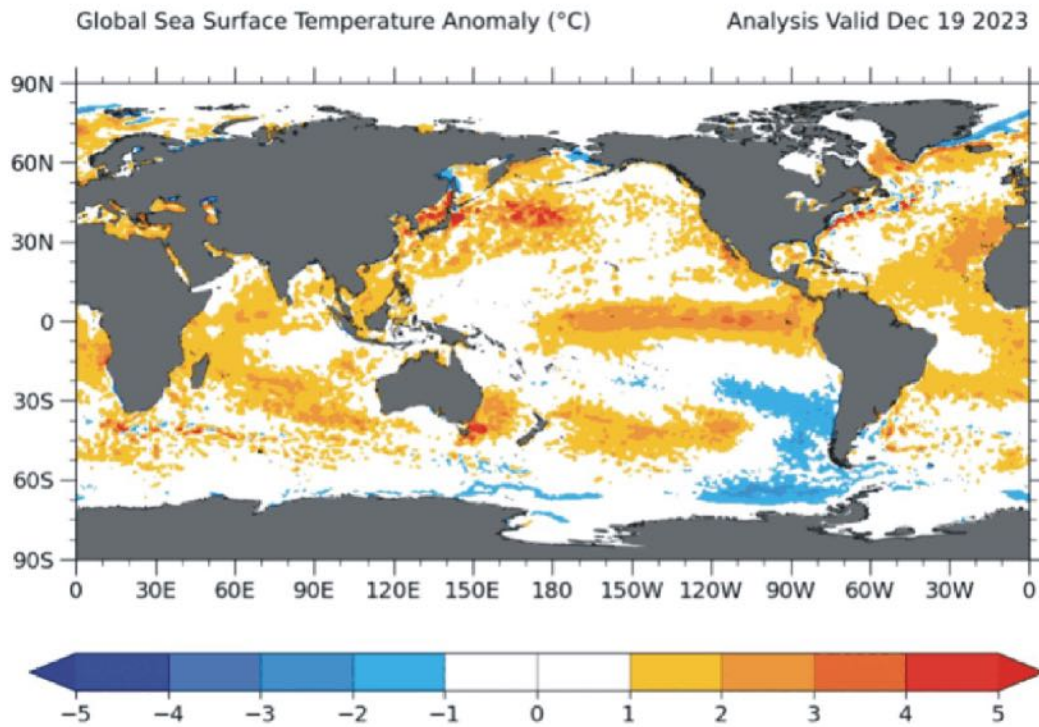 Global Sea Surface Temperature Anomaly (°C) Analysis Valid Dec 19 2023
90N
60N
30N
0
30S
60S
90S
0 30E 60E 90E 120E 150E 180 150W 120W 90W 60W 30W 0
−5 −4 −3 −2 −1 0 1 2 3 4 5